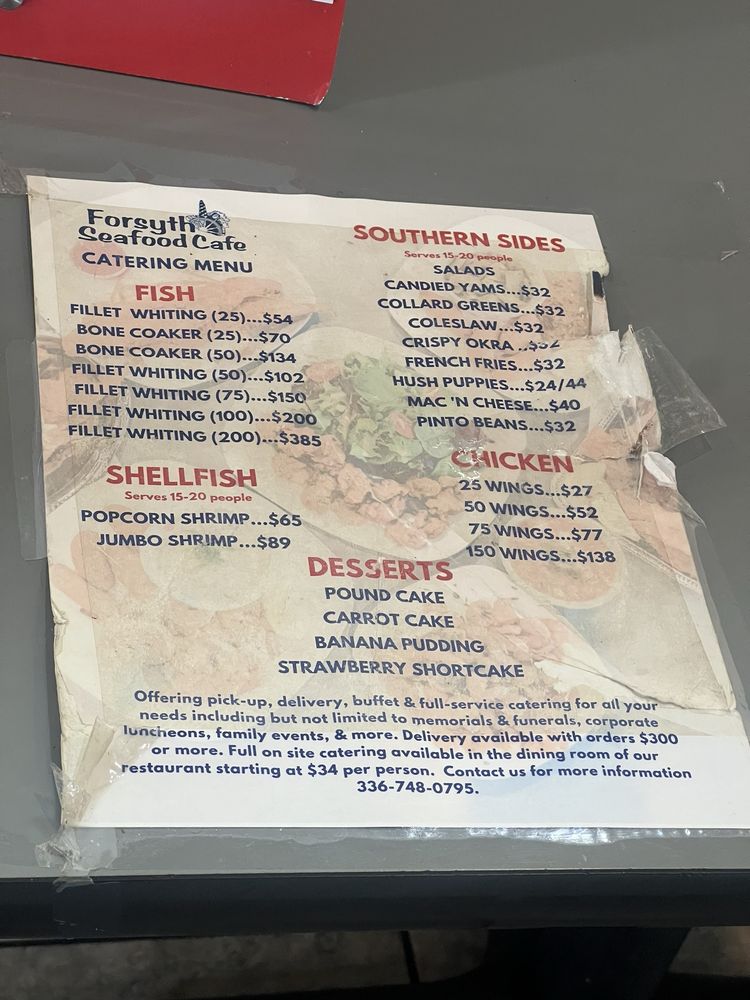 Forsyth
Seafood Cafe
CATERING MENU
FISH
FILLET WHITING (25)...$54
BONE COAKER (25)...$70
BONE COAKER (50)...$134
FILLET WHITING (50)...$102
FILLET WHITING (75)...$150
FILLET WHITING (100)...$200
FILLET WHITING (200)...$385
SHELLFISH
Serves 15-20 people
POPCORN SHRIMP...$65
JUMBO SHRIMP...$89
SOUTHERN SIDES
Serves 15-20 people
SALADS
CANDIED YAMS...$32
COLLARD GREENS...$32
COLESLAW...$32
CRISPY OKRA
FRENCH FRIES...$32
HUSH PUPPIES...$24/44
MAC 'N CHEESE...$40
PINTO BEANS...$32
CHICKEN
25 WINGS...$27
50 WINGS...$52
75 WINGS...$77
150 WINGS...$138
DESSERTS
POUND CAKE
CARROT CAKE
BANANA PUDDING
STRAWBERRY SHORTCAKE
Offering pick-up, delivery, buffet & full-service catering for all your
needs including but not limited to memorials & funerals, corporate
luncheons, family events, & more. Delivery available with orders $300
or more. Full on site catering available in the dining room of our
restaurant starting at $34 per person. Contact us for more information
336-748-0795.